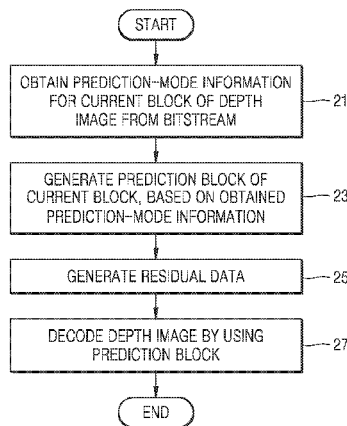 START
OBTAIN PREDICTION-MODE INFORMATION
FOR CURRENT BLOCK OF DEPTH
IMAGE FROM BITSTREAM
21
GENERATE PREDICTION BLOCK OF
CURRENT BLOCK, BASED ON OBTAINED
PREDICTION-MODE INFORMATION
23
GENERATE RESIDUAL DATA
25
DECODE DEPTH IMAGE BY USING
PREDICTION BLOCK
27
END